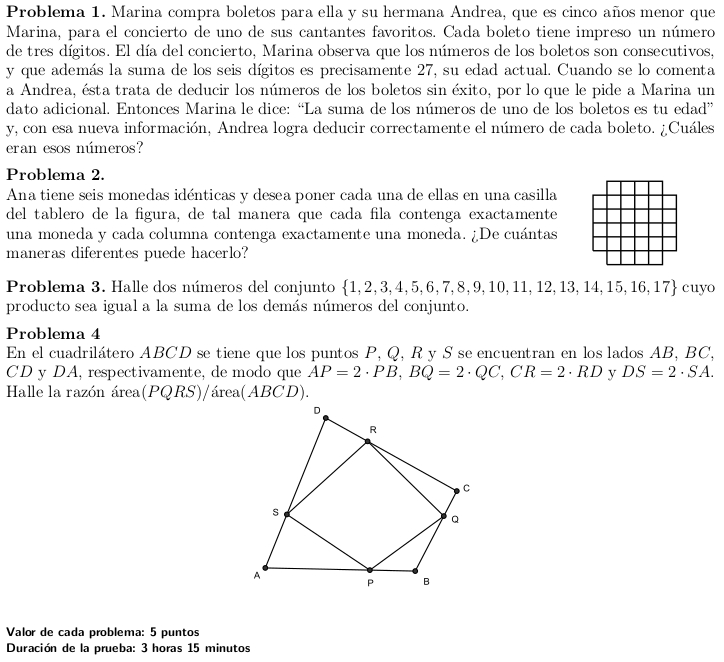 Problema 1. Marina compra boletos para ella y su hermana Andrea, que es cinco años menor que
Marina, para el concierto de uno de sus cantantes favoritos. Cada boleto tiene impreso un número
de tres dígitos. El día del concierto, Marina observa que los números de los boletos son consecutivos,
y que además la suma de los seis dígitos es precisamente 27, su edad actual. Cuando se lo comenta
a Andrea, ésta trata de deducir los números de los boletos sin éxito, por lo que le pide a Marina un
dato adicional. Entonces Marina le dice: “La suma de los números de uno de los boletos es tu edad”
y, con esa nueva información, Andrea logra deducir correctamente el número de cada boleto. ¿Cuáles
eran esos números?
Problema 2.
Ana tiene seis monedas idénticas y desea poner cada una de ellas en una casilla
del tablero de la figura, de tal manera que cada fila contenga exactamente
una moneda y cada columna contenga exactamente una moneda. ¿De cuántas
maneras diferentes puede hacerlo?
Problema 3. Halle dos números del conjunto {1, 2, 3, 4, 5, 6, 7, 8, 9, 10, 11, 12, 13, 14, 15, 16, 17} cuyo
producto sea igual a la suma de los demás números del conjunto.
Problema 4
En el cuadrilátero ABCD se tiene que los puntos P, Q, R y S se encuentran en los lados AB, BC,
CD y DA, respectivamente, de modo que AP = 2 · PB, BQ = 2 · QC, CR = 2 · RD y DS = 2 · SA.
Halle la razón área(PQRS)/área(ABCD).
D
R
C
S
Q
A
P
B
Valor de cada problema: 5 puntos
Duración de la prueba: 3 horas 15 minutos